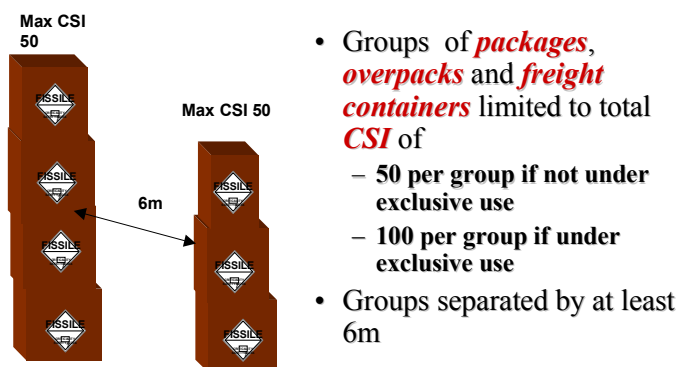 Max CSI
50
Max CSI 50
6m
FISSILE
FISSILE
FISSILE
FISSILE
FISSILE
FISSILE
FISSILE
• Groups of packages,
overpacks and freight
containers limited to total
CSI of
– 50 per group if not under
exclusive use
– 100 per group if under
exclusive use
• Groups separated by at least
6m